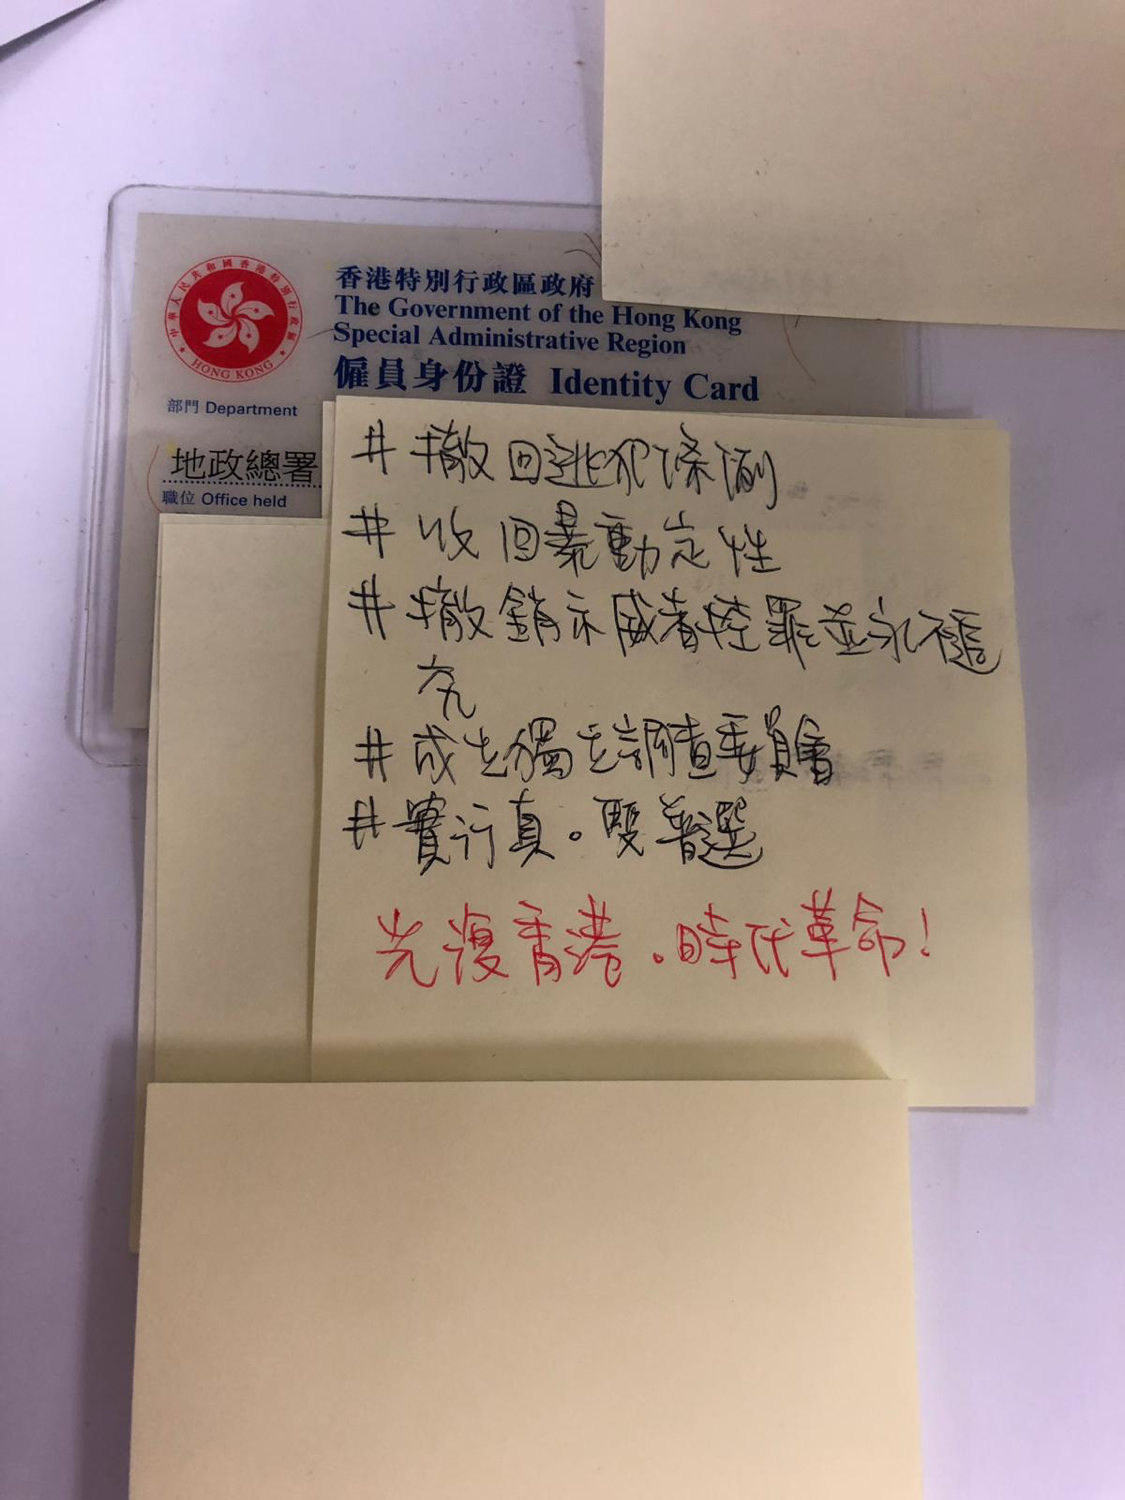 中華人民共和國香港特別行政區
HONG KONG
香港特別行政區政府
The Government of the Hong Kong
Special Administrative Region
僱員身份證 Identity Card
部門 Department
地政總署
職位 Office held
# 撤回逃犯條例
# 收回暴動定性
# 撤銷示威者控罪並永不追
究
# 成立獨立調查委員會
# 實行真。雙普選
光復香港.時代革命!